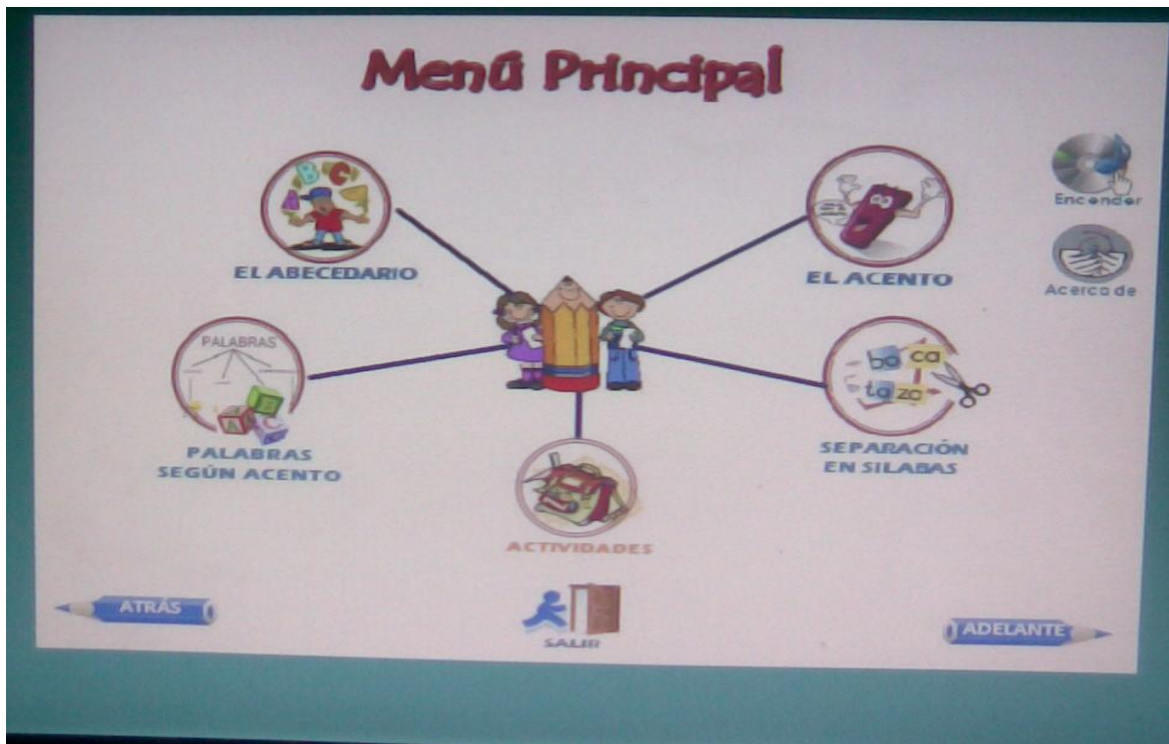 Menú Principal
A B C
EL ABECEDARIO
EL ACENTO
Encender
Acerca de
PALABRAS
PALABRAS
SEGÚN ACENTO
bo ca
ta za
SEPARACIÓN
EN SILABAS
ACTIVIDADES
ATRÁS
SALIR
ADELANTE